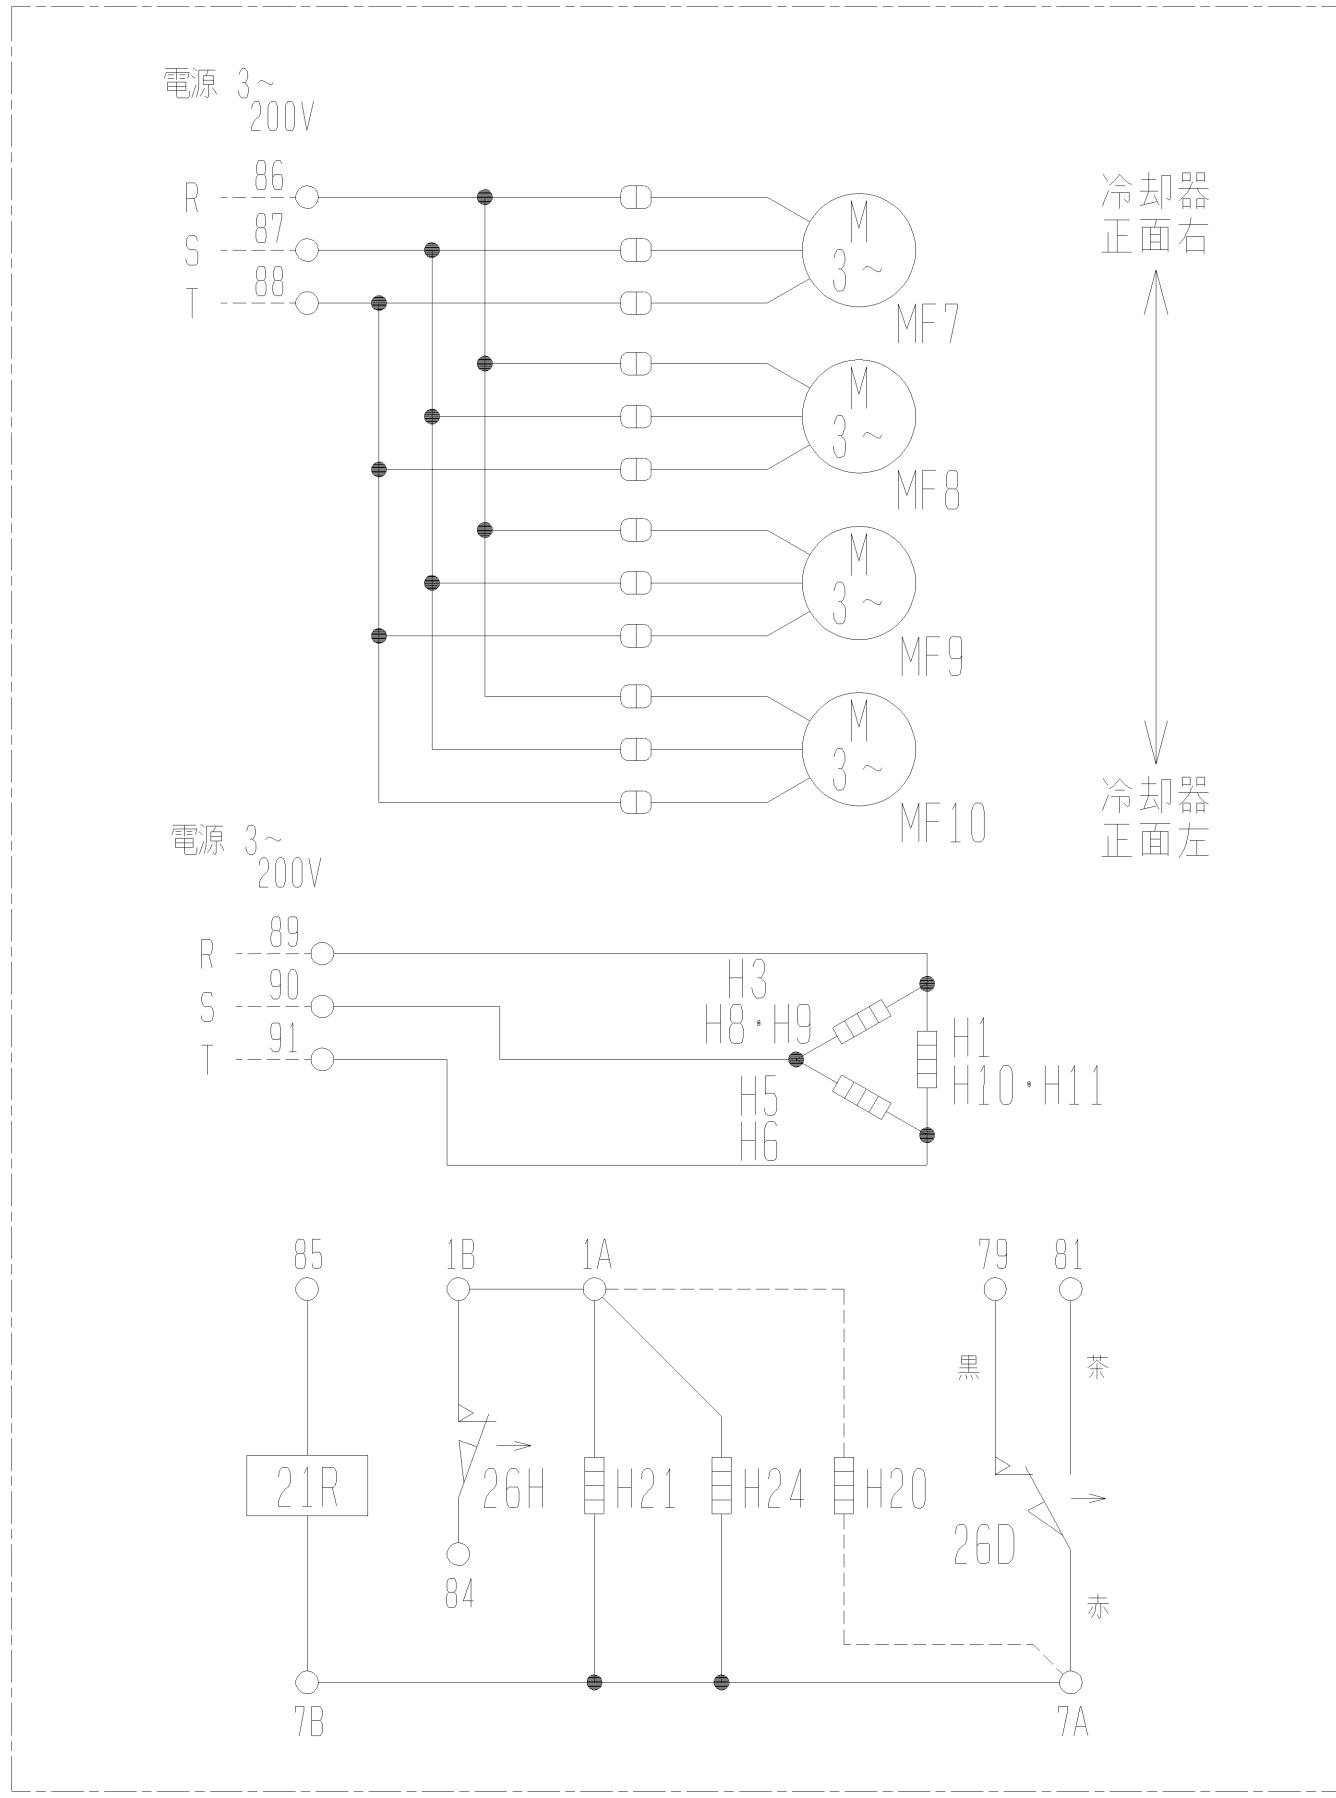 電源 3~
200V
R 86
S 87
T 88
M
3~
MF7
M
3~
MF8
M
3~
MF9
M
3~
MF10
冷却器
正面右
冷却器
正面左
電源 3~
200V
R 89
S 90
T 91
H3
H8・H9
H1
H10・H11
H5
H6
85 1B 1A 79 81
黒 茶
21R 26H H21 H24 H20
26D
84
赤
7B 7A